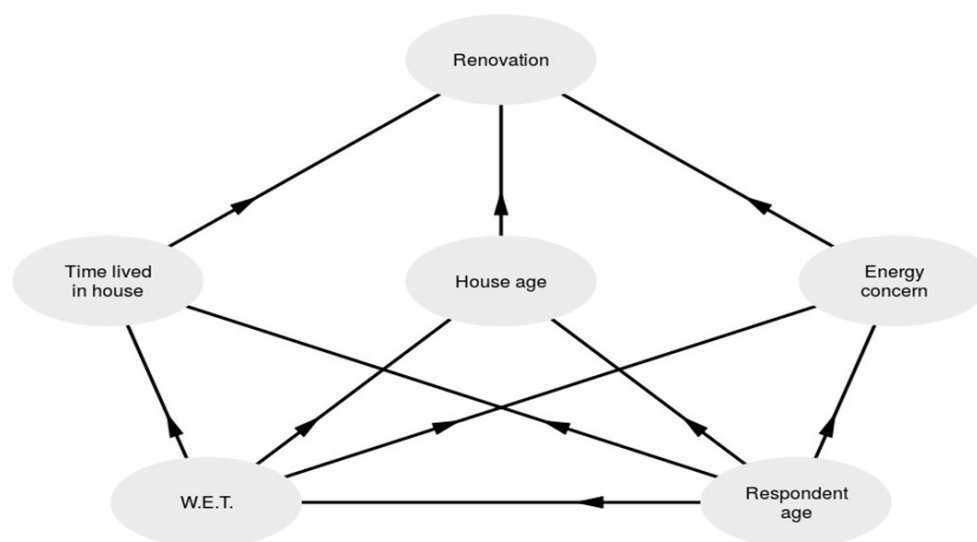 Renovation
Time lived
in house
House age
Energy
concern
W.E.T.
Respondent
age